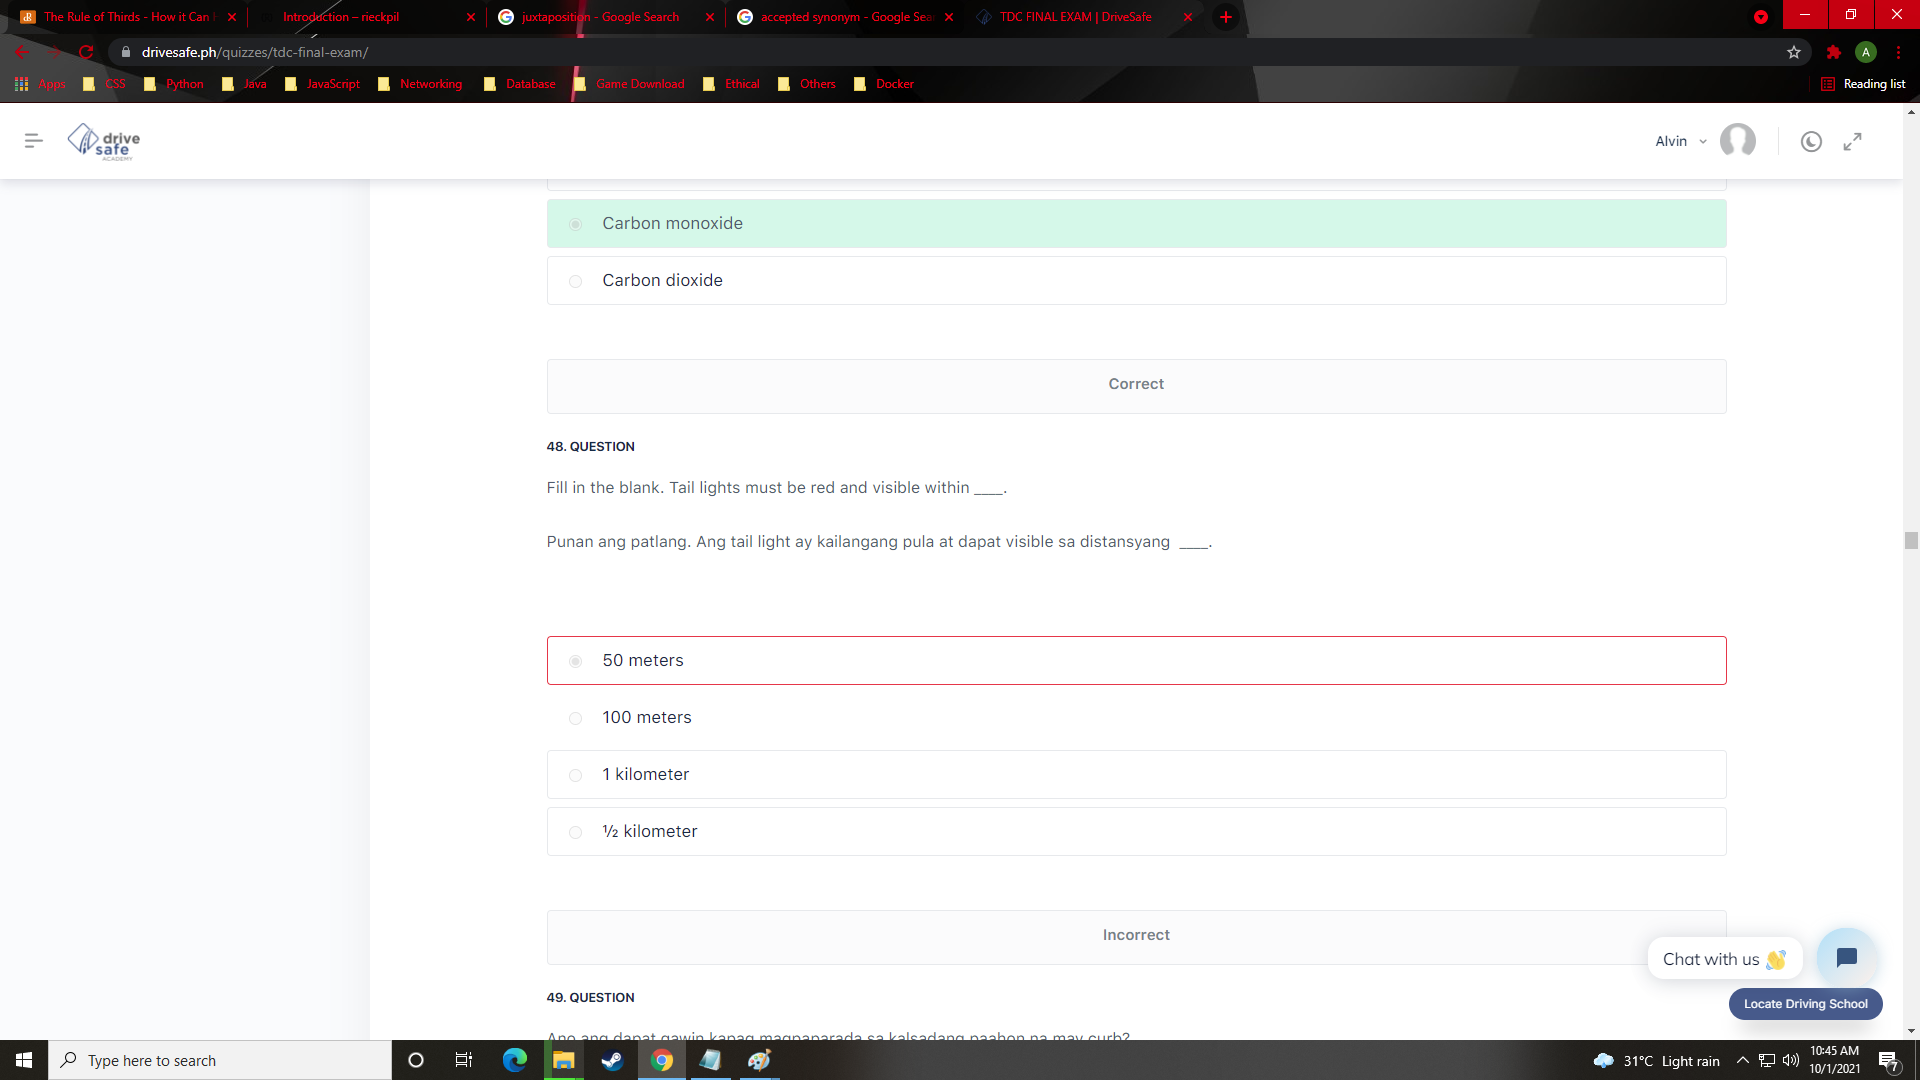 The Rule of Thirds - How it Can H
Introduction – rieckpil
juxtaposition - Google Search
accepted synonym - Google Sear
TDC FINAL EXAM | DriveSafe
drivesafe.ph/quizzes/tdc-final-exam/
A
Apps
CSS
Python
Java
JavaScript
Networking
Database
Game Download
Ethical
Others
Docker
Reading list
drive
safe
ACADEMY
Alvin
Carbon monoxide
Carbon dioxide
Correct
48. QUESTION
Fill in the blank. Tail lights must be red and visible within ____.
Punan ang patlang. Ang tail light ay kailangang pula at dapat visible sa distansyang ____.
50 meters
100 meters
1 kilometer
½ kilometer
Incorrect
Chat with us 👋
Locate Driving School
49. QUESTION
Ano ang dapat gawin kapag magpaparada sa kalsadang paahon na may curb?
Type here to search
31°C Light rain
10:45 AM
10/1/2021
7